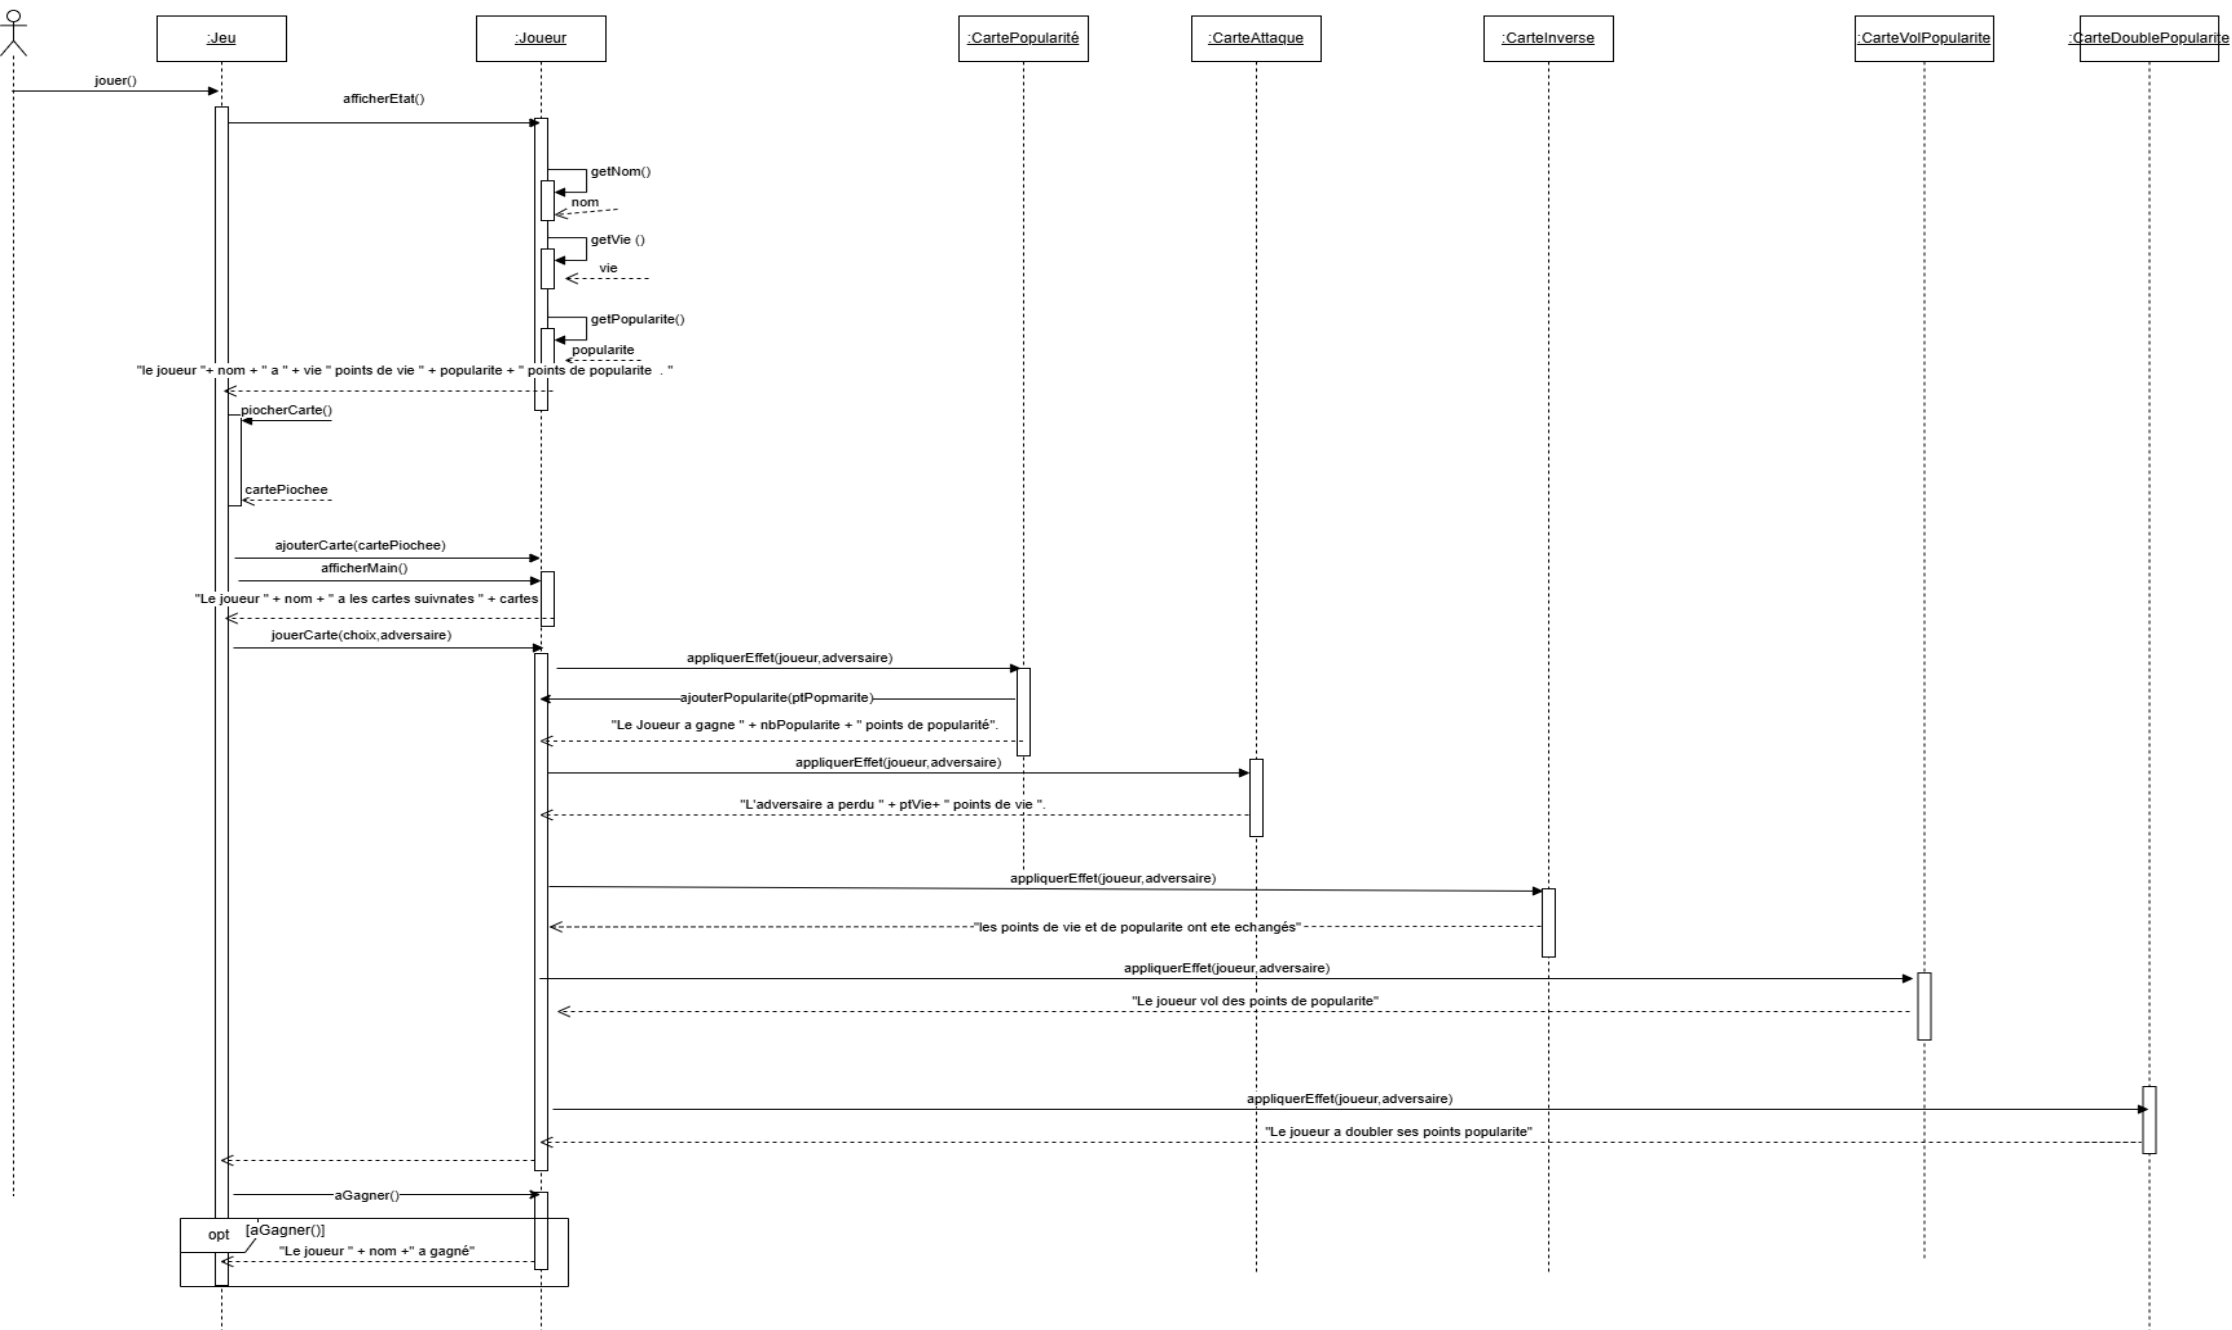 :Jeu
:Joueur
:CartePopularité
:CarteAttaque
:CarteInverse
:CarteVolPopularite
:CarteDoublePopularite
jouer()
afficherEtat()
getNom()
nom
getVie ()
vie
getPopularite()
popularite
"le joueur "+ nom + " a " + vie " points de vie " + popularite + " points de popularite . "
piocherCarte()
cartePiochee
ajouterCarte(cartePiochee)
afficherMain()
"Le joueur " + nom + " a les cartes suivnates " + cartes
jouerCarte(choix,adversaire)
appliquerEffet(joueur,adversaire)
ajouterPopularite(ptPopmarite)
"Le Joueur a gagne " + nbPopularite + " points de popularité".
appliquerEffet(joueur,adversaire)
"L'adversaire a perdu " + ptVie+ " points de vie ".
appliquerEffet(joueur,adversaire)
"les points de vie et de popularite ont ete echangés"
appliquerEffet(joueur,adversaire)
"Le joueur vol des points de popularite"
appliquerEffet(joueur,adversaire)
"Le joueur a doubler ses points popularite"
aGagner()
opt [aGagner()]
"Le joueur " + nom +" a gagné"